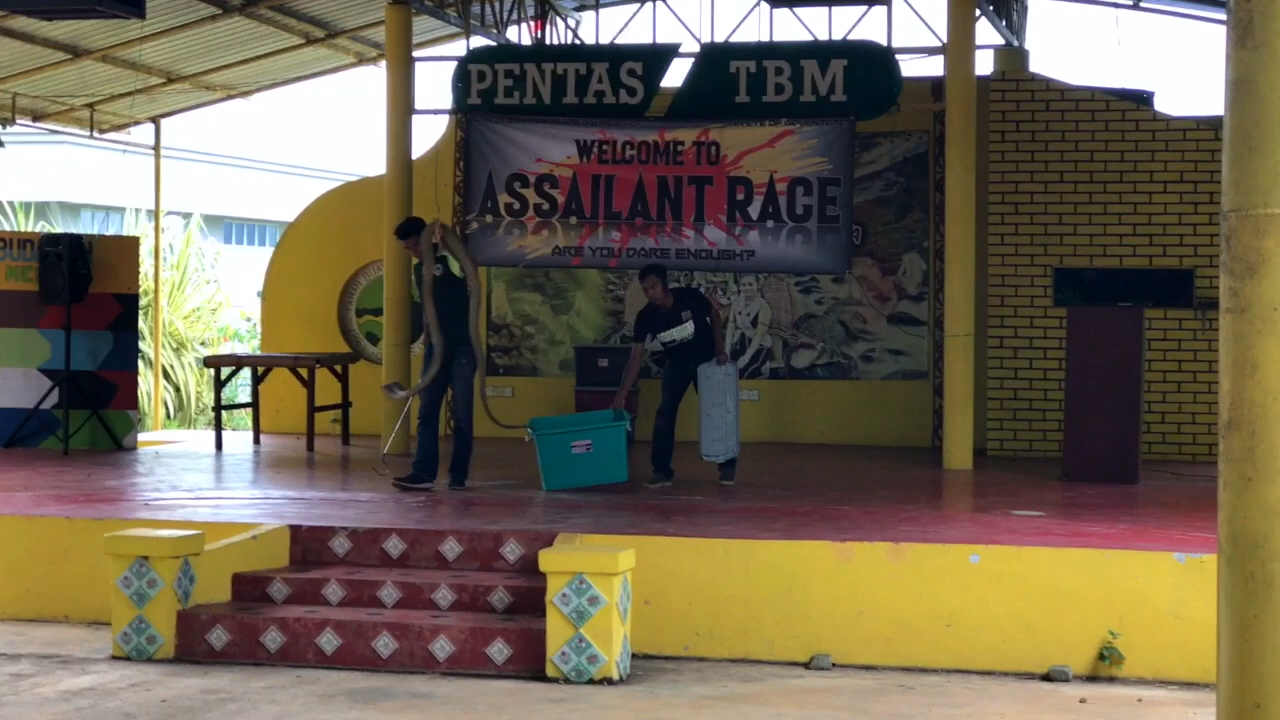 PENTAS TBM
WELCOME TO
ASSAILANT RACE
ARE YOU DARE ENOUGH?